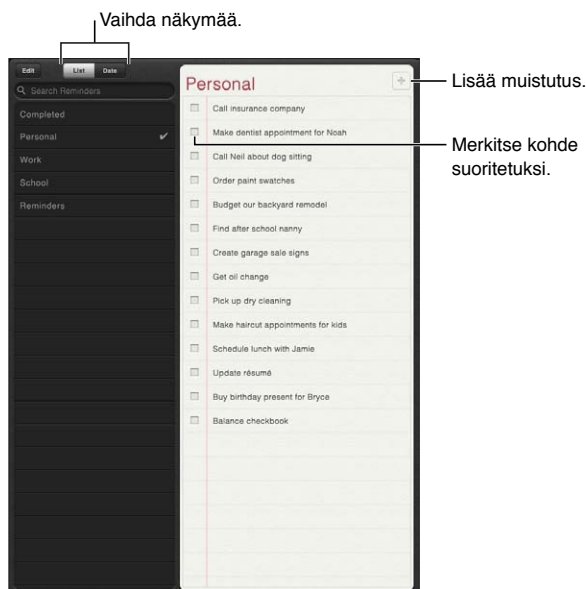 Vaihda näkymää.
Edit
List
Date
Search Reminders
Completed
Personal
Work
School
Reminders
Personal
Call insurance company
Make dentist appointment for Noah
Call Neil about dog sitting
Order paint swatches
Budget our backyard remodel
Find after school nanny
Create garage sale signs
Get oil change
Pick up dry cleaning
Make haircut appointments for kids
Schedule lunch with Jamie
Update résumé
Buy birthday present for Bryce
Balance checkbook
Lisää muistutus.
Merkitse kohde
suoritetuksi.